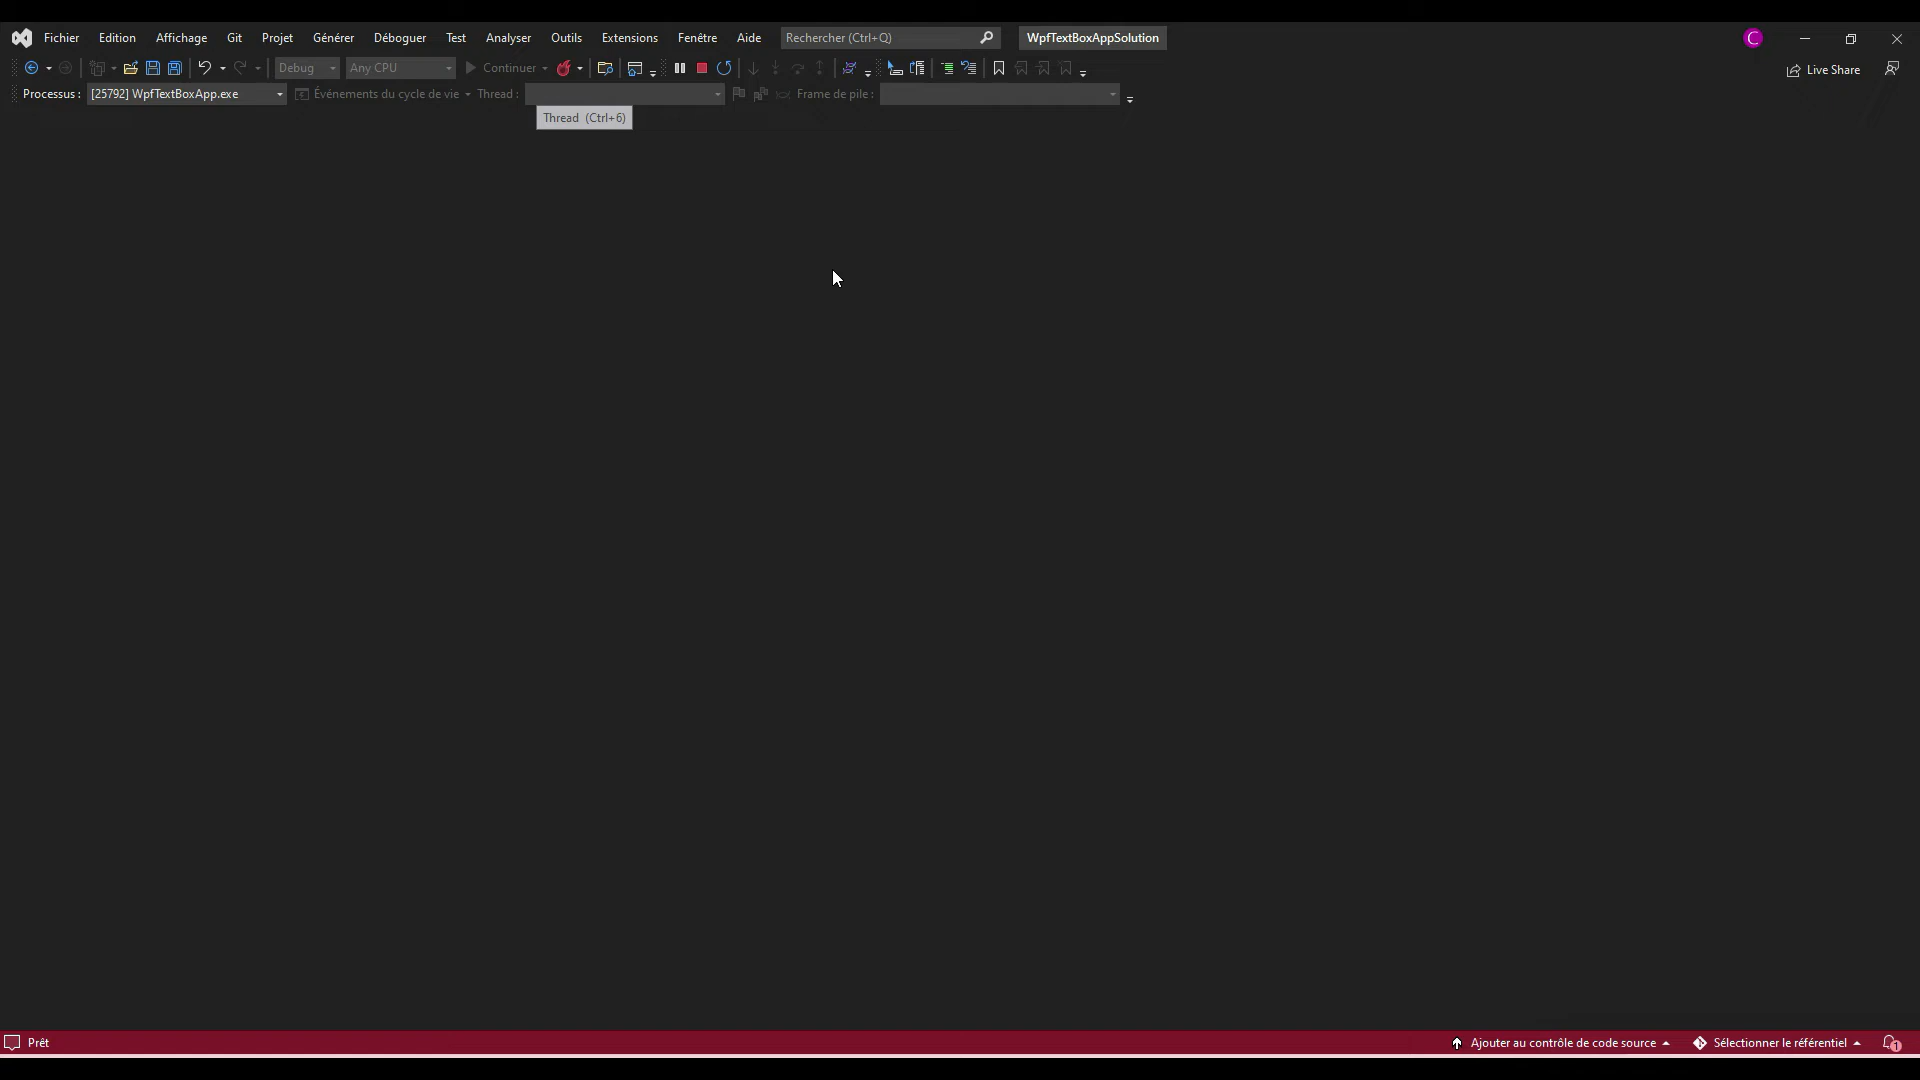 Fichier Edition Affichage Git Projet Générer Déboguer Test Analyser Outils Extensions Fenêtre Aide Rechercher (Ctrl+Q) WpfTextBoxAppSolution C
Debug Any CPU Continuer Live Share
Processus : [25792] WpfTextBoxApp.exe Événements du cycle de vie Thread : Frame de pile :
Thread (Ctrl+6)
Prêt Ajouter au contrôle de code source Sélectionner le référentiel 1